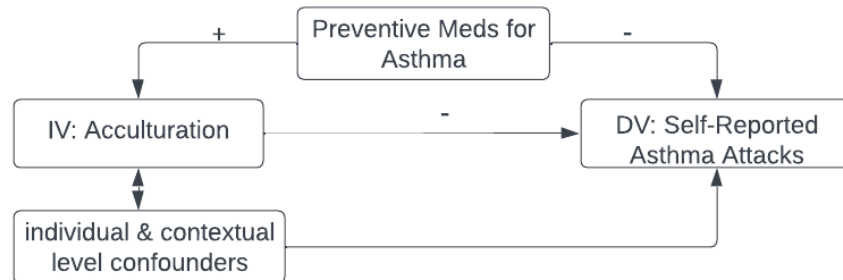 Preventive Meds for
Asthma
+
-
IV: Acculturation
-
DV: Self-Reported
Asthma Attacks
individual & contextual
level confounders